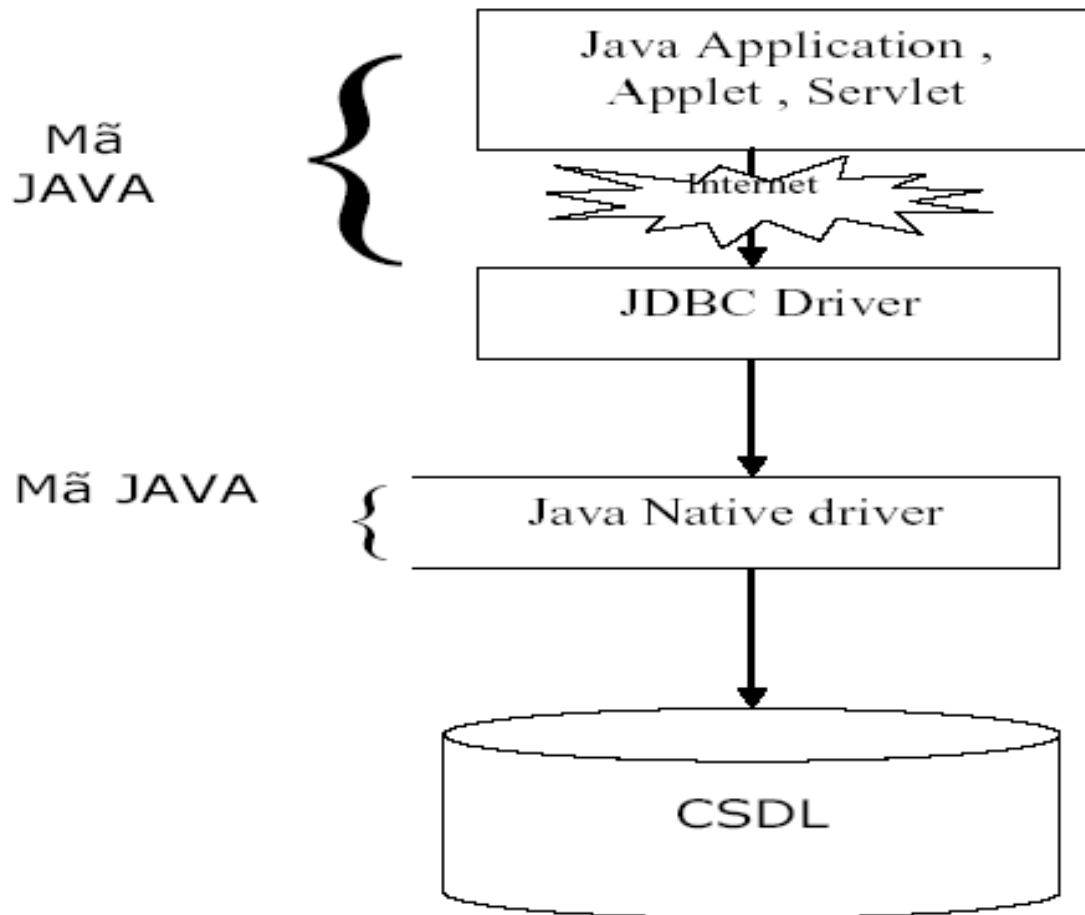 Java Application ,
Applet , Servlet
Mã
JAVA
Internet
JDBC Driver
Mã JAVA
Java Native driver
CSDL